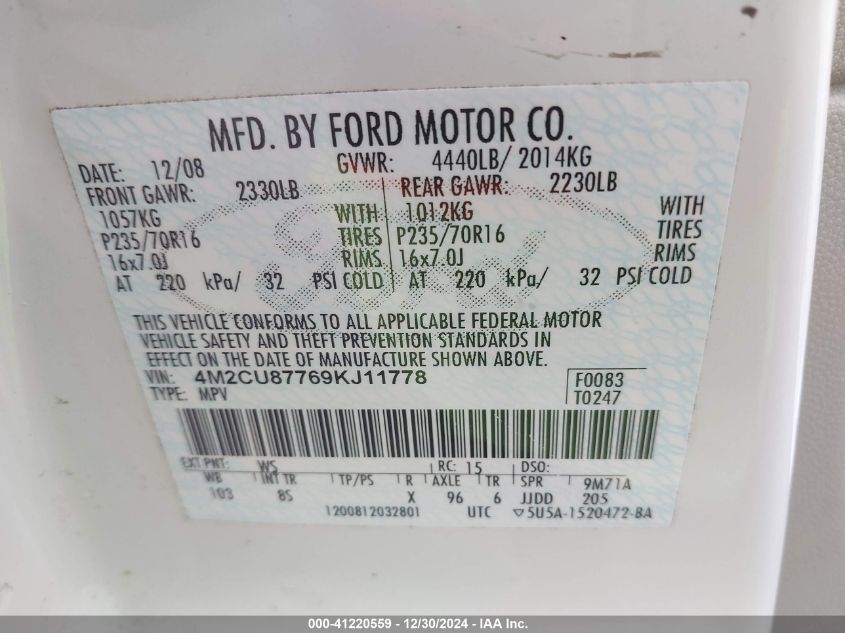 MFD. BY FORD MOTOR CO.
DATE: 12/08 GVWR: 4440LB/ 2014KG
FRONT GAWR: 2330LB REAR GAWR: 2230LB
1057KG WITH 1012KG WITH
P235/70R16 TIRES P235/70R16 TIRES
16x7.0J RIMS 16x7.0J RIMS
AT 220 kPa/ 32 PSI COLD AT 220 kPa/ 32 PSI COLD
THIS VEHICLE CONFORMS TO ALL APPLICABLE FEDERAL MOTOR
VEHICLE SAFETY AND THEFT PREVENTION STANDARDS IN
EFFECT ON THE DATE OF MANUFACTURE SHOWN ABOVE.
VIN: 4M2CU87769KJ11778 F0083
TYPE: MPV T0247
EXT PNT: WS RC: 15 DSO:
WB INT TR TP/PS R AXLE TR SPR 9M71A
103 8S X 96 6 JJDD 205
1200812032801 UTC ▽5U5A-1520472-BA
000-41220559 - 12/30/2024 - IAA Inc.